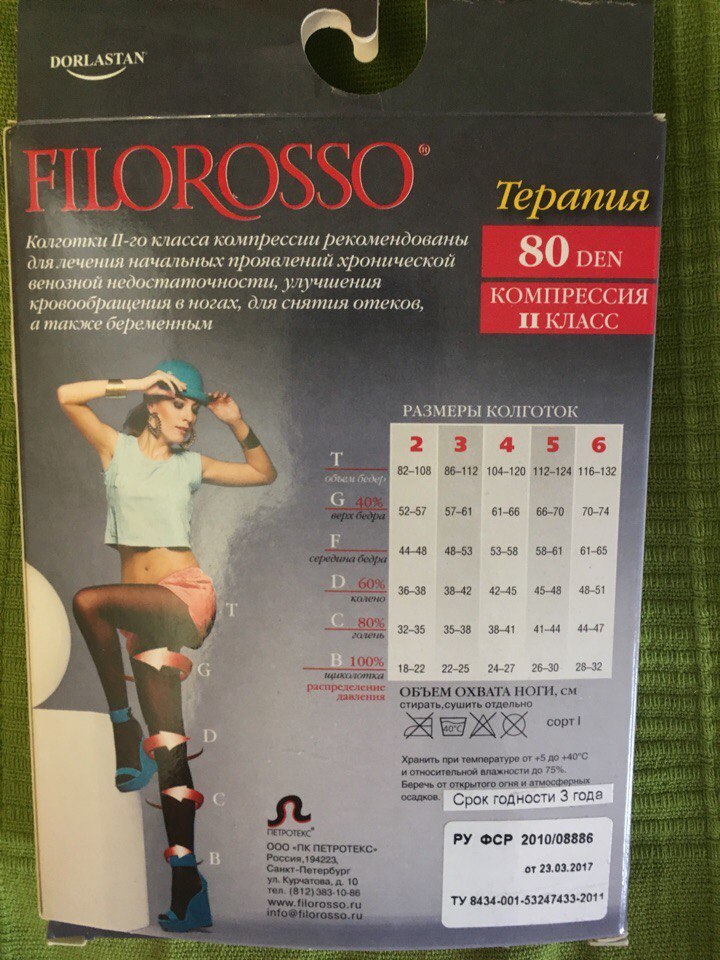 DORLASTAN®
FILOROSSO®
Терапия
80 DEN
КОМПРЕССИЯ
II КЛАСС
Колготки II-го класса компрессии рекомендованы
для лечения начальных проявлений хронической
венозной недостаточности, улучшения
кровообращения в ногах, для снятия отеков,
а также беременным
РАЗМЕРЫ КОЛГОТОК
2 3 4 5 6
T объем бедер 82–108 86–112 104–120 112–124 116–132
G 40% верх бедра 52–57 57–61 61–66 66–70 70–74
F середина бедра 44–48 48–53 53–58 58–61 61–65
D 60% колено 36–38 38–42 42–45 45–48 48–51
C 80% голень 32–35 35–38 38–41 41–44 44–47
B 100% щиколотка 18–22 22–25 24–27 26–30 28–32
распределение
давления
T
G
D
C
B
ОБЪЕМ ОХВАТА НОГИ, см
стирать,сушить отдельно
40°C
сорт I
Хранить при температуре от +5 до +40°С
и относительной влажности до 75%.
Беречь от открытого огня и атмосферных
осадков.
Срок годности 3 года
РУ ФСР 2010/08886
от 23.03.2017
ТУ 8434-001-53247433-2011
ПЕТРОТЕКС®
ООО «ПК ПЕТРОТЕКС»
Россия,194223,
Санкт-Петербург
ул. Курчатова, д. 10
тел. (812) 383-10-86
www.filorosso.ru
info@filorosso.ru